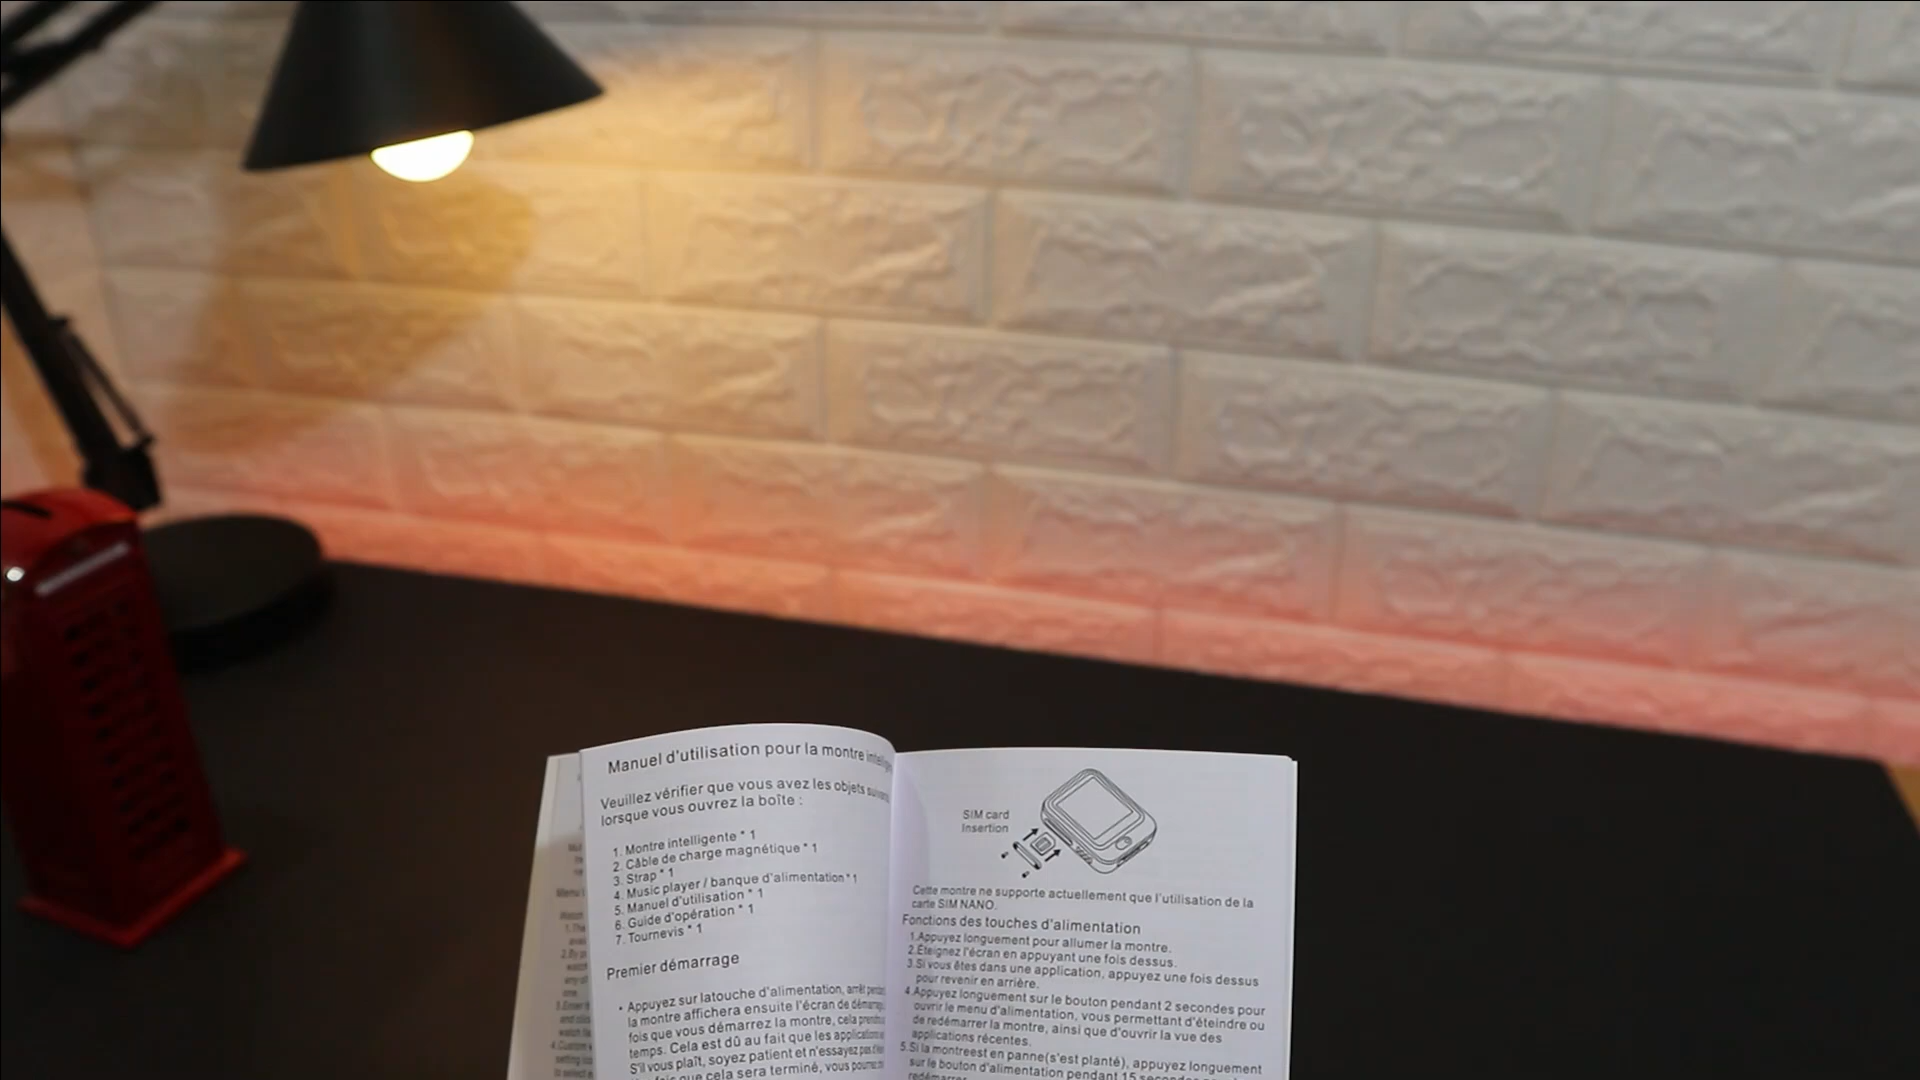 Manuel d'utilisation pour la montre
Veuillez vérifier que vous avez les objets
lorsque vous ouvrez la boîte :
1. Montre intelligente * 1
2. Câble de charge magnétique * 1
3. Strap * 1
4. Music player / banque d'alimentation * 1
5. Manuel d'utilisation * 1
6. Guide d'opération * 1
7. Tournevis * 1
Premier démarrage
• Appuyez sur latouche d'alimentation, arrêt
la montre affichera ensuite l'écran de
fois que vous démarrez la montre, cela
temps. Cela est dû au fait que les
S'il vous plaît, soyez patient et n'essayez pas
fois que cela sera terminé, vous
SIM card
Insertion
Cette montre ne supporte actuellement que l'utilisation de la
carte SIM NANO.
Fonctions des touches d'alimentation
1.Appuyez longuement pour allumer la montre.
2.Éteignez l'écran en appuyant une fois dessus.
3.Si vous êtes dans une application, appuyez une fois dessus
pour revenir en arrière.
4.Appuyez longuement sur le bouton pendant 2 secondes pour
ouvrir le menu d'alimentation, vous permettant d'éteindre ou
de redémarrer la montre, ainsi que d'ouvrir la vue des
applications récentes.
5.Si la montreest en panne(s'est planté), appuyez longuement
sur le bouton d'alimentation pendant 15 secondes
redémarrer